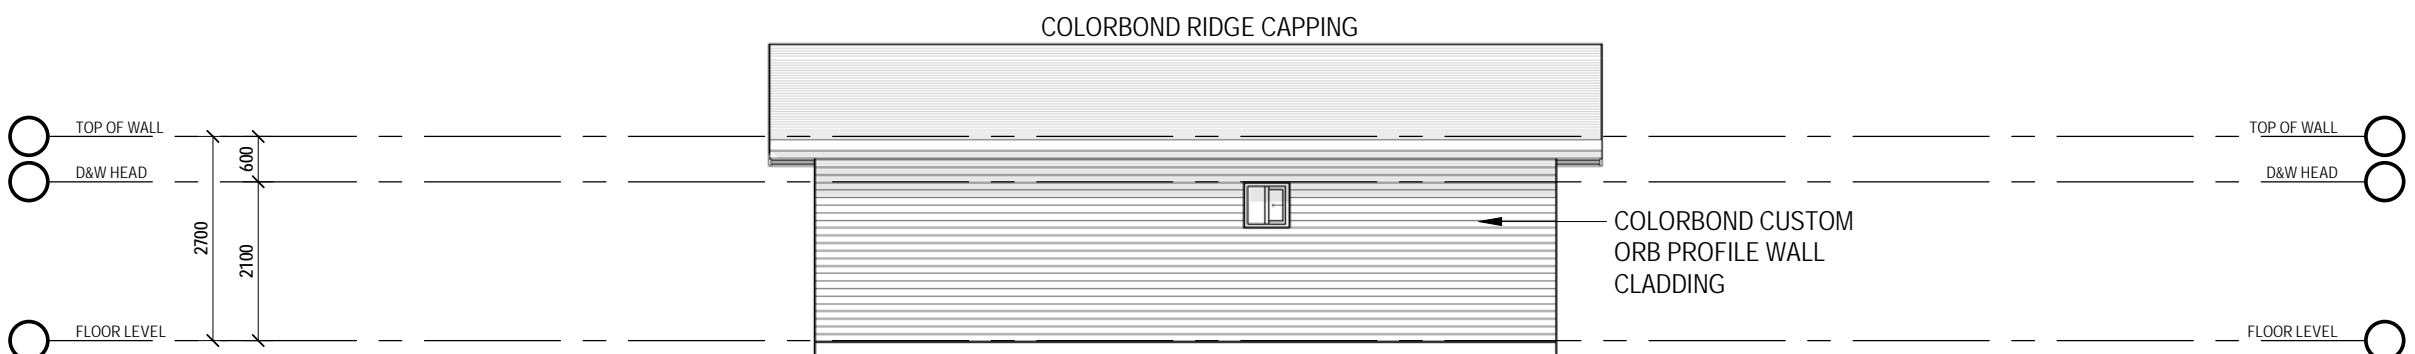 COLORBOND RIDGE CAPPING
TOP OF WALL
TOP OF WALL
600
D&W HEAD
D&W HEAD
2700
2100
COLORBOND CUSTOM
ORB PROFILE WALL
CLADDING
FLOOR LEVEL
FLOOR LEVEL